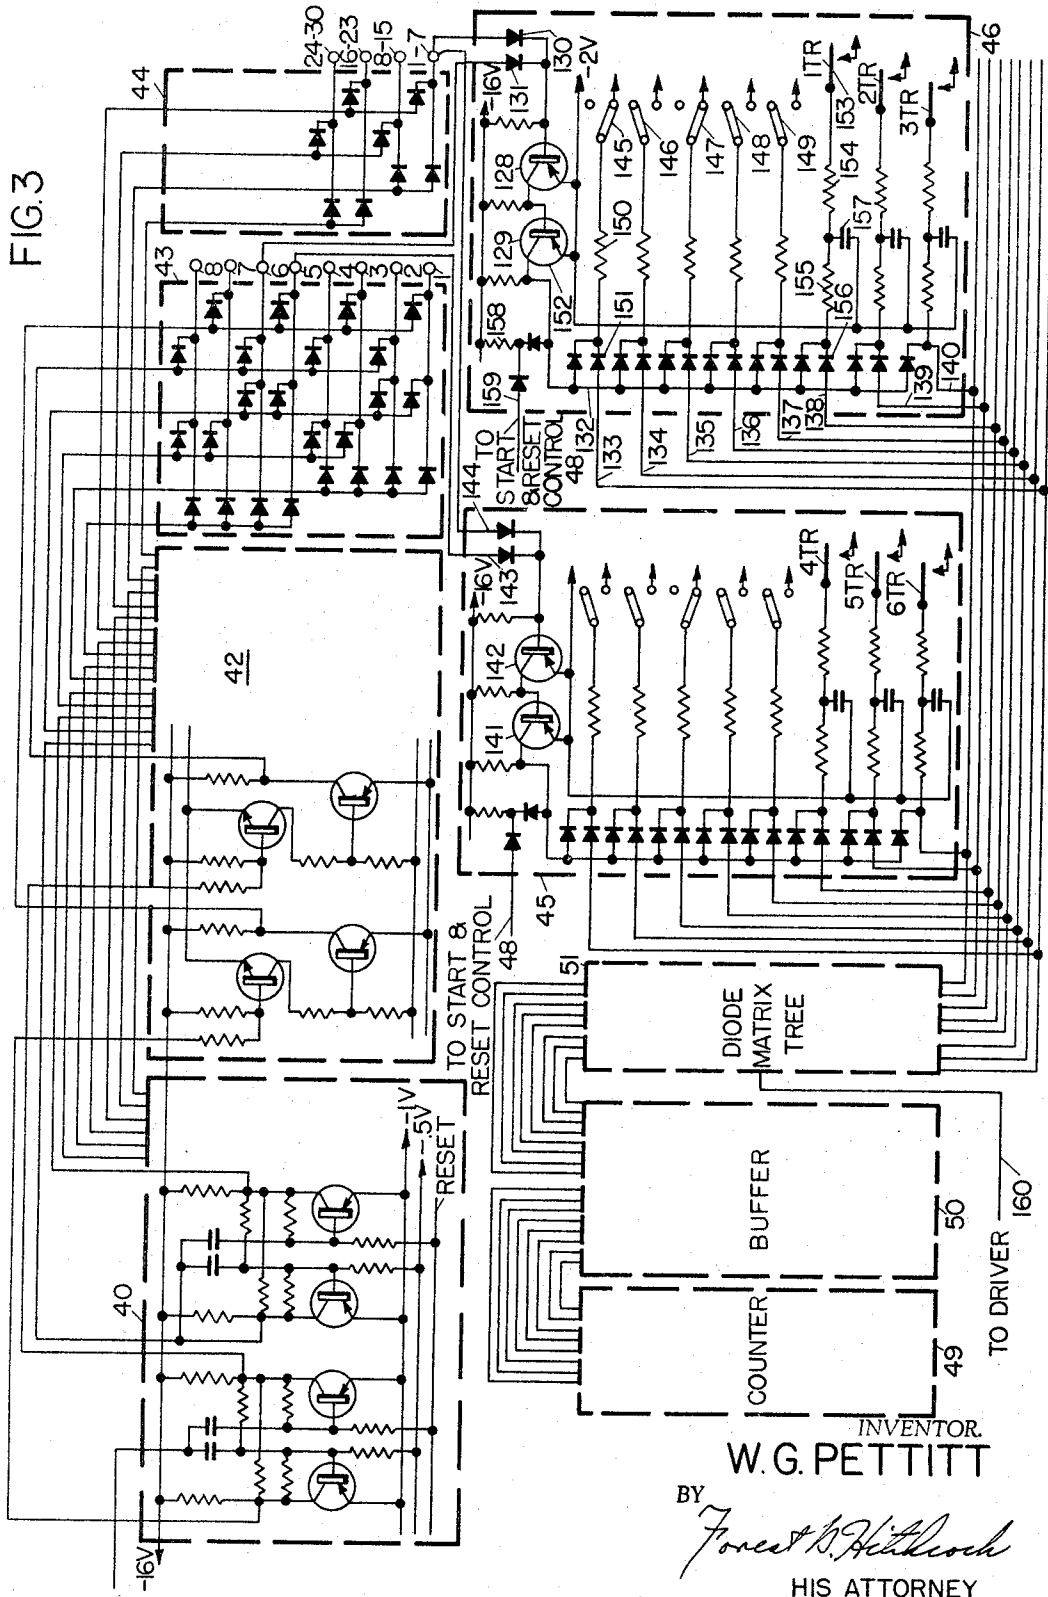 FIG.3
44
24-30
16-23
8-15
1-7
43
8
7
6
5
4
3
2
1
42
40
-16V
-1V
-.5V
RESET
TO START &
RESET CONTROL
48
45
141
142
-16V
143
144
4TR
5TR
6TR
TO
START
&RESET
CONTROL
48
159
158
129
128
-16V
131
130
-2V
152
132
133
134
135
136
137
138
139
140
151
150
145
146
147
148
149
156
155
157
154
153
1TR
2TR
3TR
46
51
DIODE
MATRIX
TREE
BUFFER
50
COUNTER
49
TO DRIVER
160
INVENTOR.
W.G. PETTITT
BY
Forest B. Hitchcock
HIS ATTORNEY